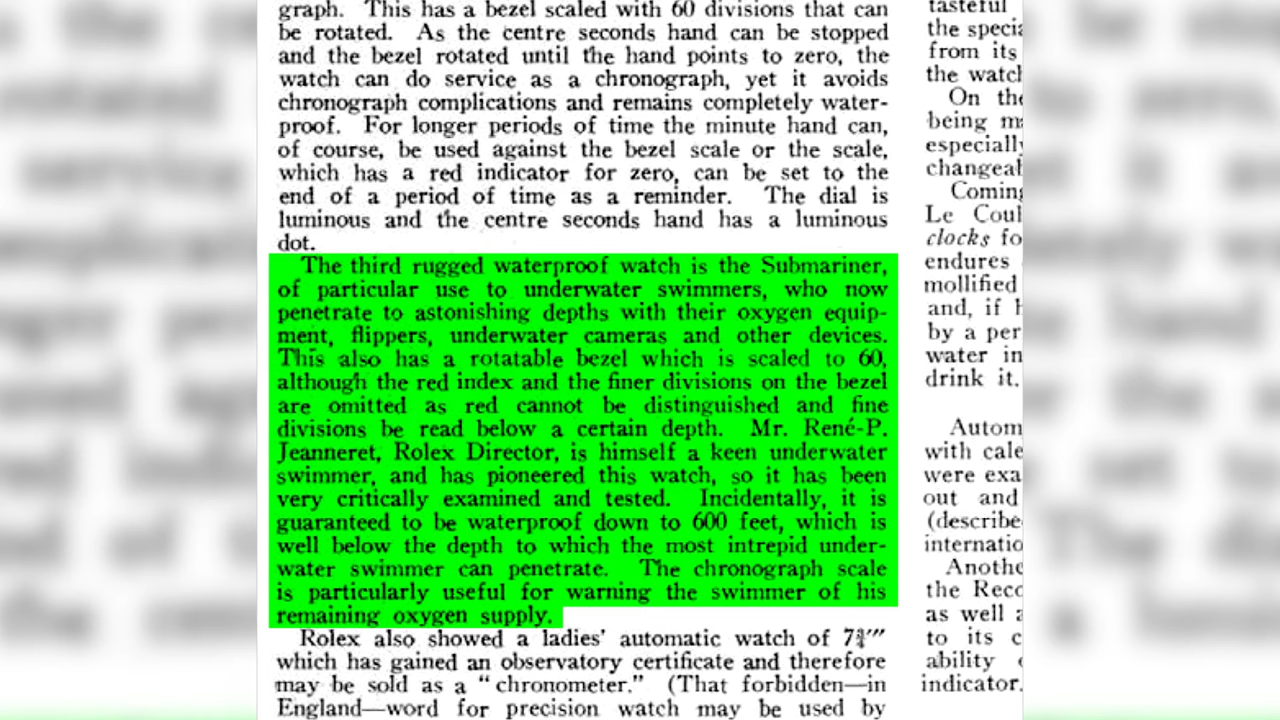 graph. This has a bezel scaled with 60 divisions that can
be rotated. As the centre seconds hand can be stopped
and the bezel rotated until the hand points to zero, the
watch can do service as a chronograph, yet it avoids
chronograph complications and remains completely water-
proof. For longer periods of time the minute hand can,
of course, be used against the bezel scale or the scale,
which has a red indicator for zero, can be set to the
end of a period of time as a reminder. The dial is
luminous and the centre seconds hand has a luminous
dot.
The third rugged waterproof watch is the Submariner,
of particular use to underwater swimmers, who now
penetrate to astonishing depths with their oxygen equip-
ment, flippers, underwater cameras and other devices.
This also has a rotatable bezel which is scaled to 60,
although the red index and the finer divisions on the bezel
are omitted as red cannot be distinguished and fine
divisions be read below a certain depth. Mr. René-P.
Jeanneret, Rolex Director, is himself a keen underwater
swimmer, and has pioneered this watch, so it has been
very critically examined and tested. Incidentally, it is
guaranteed to be waterproof down to 600 feet, which is
well below the depth to which the most intrepid under-
water swimmer can penetrate. The chronograph scale
is particularly useful for warning the swimmer of his
remaining oxygen supply.
Rolex also showed a ladies' automatic watch of 7¾‴
which has gained an observatory certificate and therefore
may be sold as a "chronometer." (That forbidden—in
England—word for precision watch may be used by
tasteful
the specia
from its
the watch
On the
being m
especially
changeal
Coming
Le Coul
clocks fo
endures
mollified
and, if h
by a per
water in
drink it.
Autom
with cale
were exa
out and
(describe
internatio
Anothe
the Reco
as well a
to its c
ability
indicator.